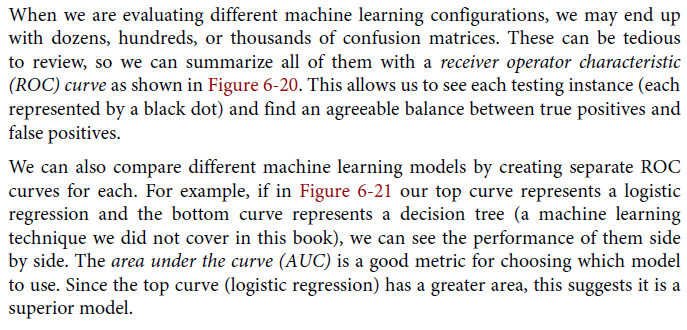 When we are evaluating different machine learning configurations, we may end up
with dozens, hundreds, or thousands of confusion matrices. These can be tedious
to review, so we can summarize all of them with a receiver operator characteristic
(ROC) curve as shown in Figure 6-20. This allows us to see each testing instance (each
represented by a black dot) and find an agreeable balance between true positives and
false positives.
We can also compare different machine learning models by creating separate ROC
curves for each. For example, if in Figure 6-21 our top curve represents a logistic
regression and the bottom curve represents a decision tree (a machine learning
technique we did not cover in this book), we can see the performance of them side
by side. The area under the curve (AUC) is a good metric for choosing which model
to use. Since the top curve (logistic regression) has a greater area, this suggests it is a
superior model.